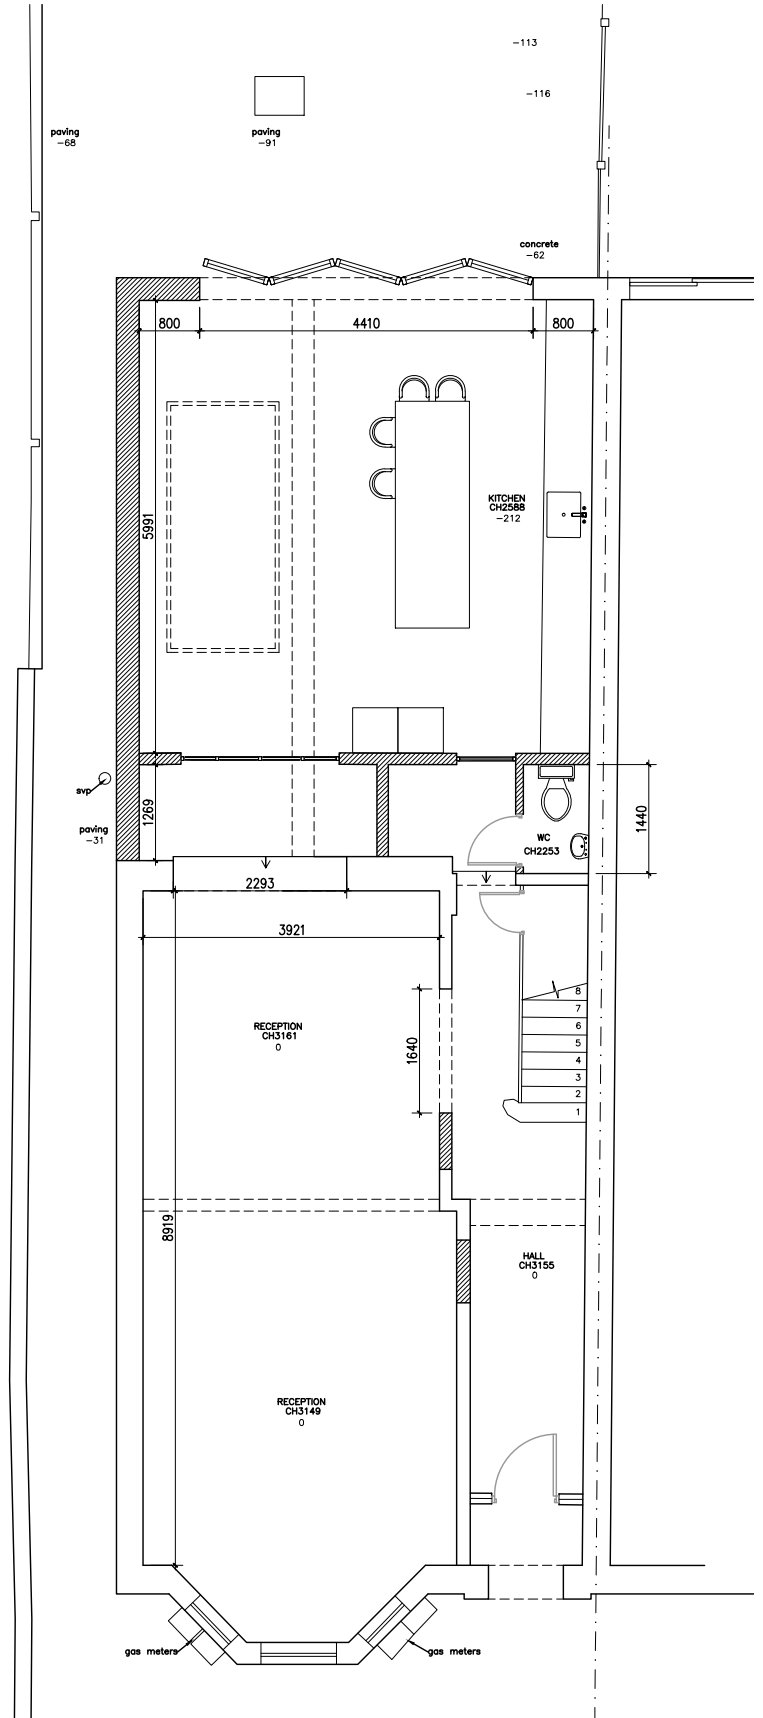 -113
-116
paving
-68
paving
-91
concrete
-62
800
4410
800
KITCHEN
CH2588
-212
5991
svp
paving
-31
1269
WC
CH2253
1440
2293
3921
RECEPTION
CH3161
0
1640
8
7
6
5
4
3
2
1
8919
HALL
CH3155
0
RECEPTION
CH3149
0
gas meters
gas meters